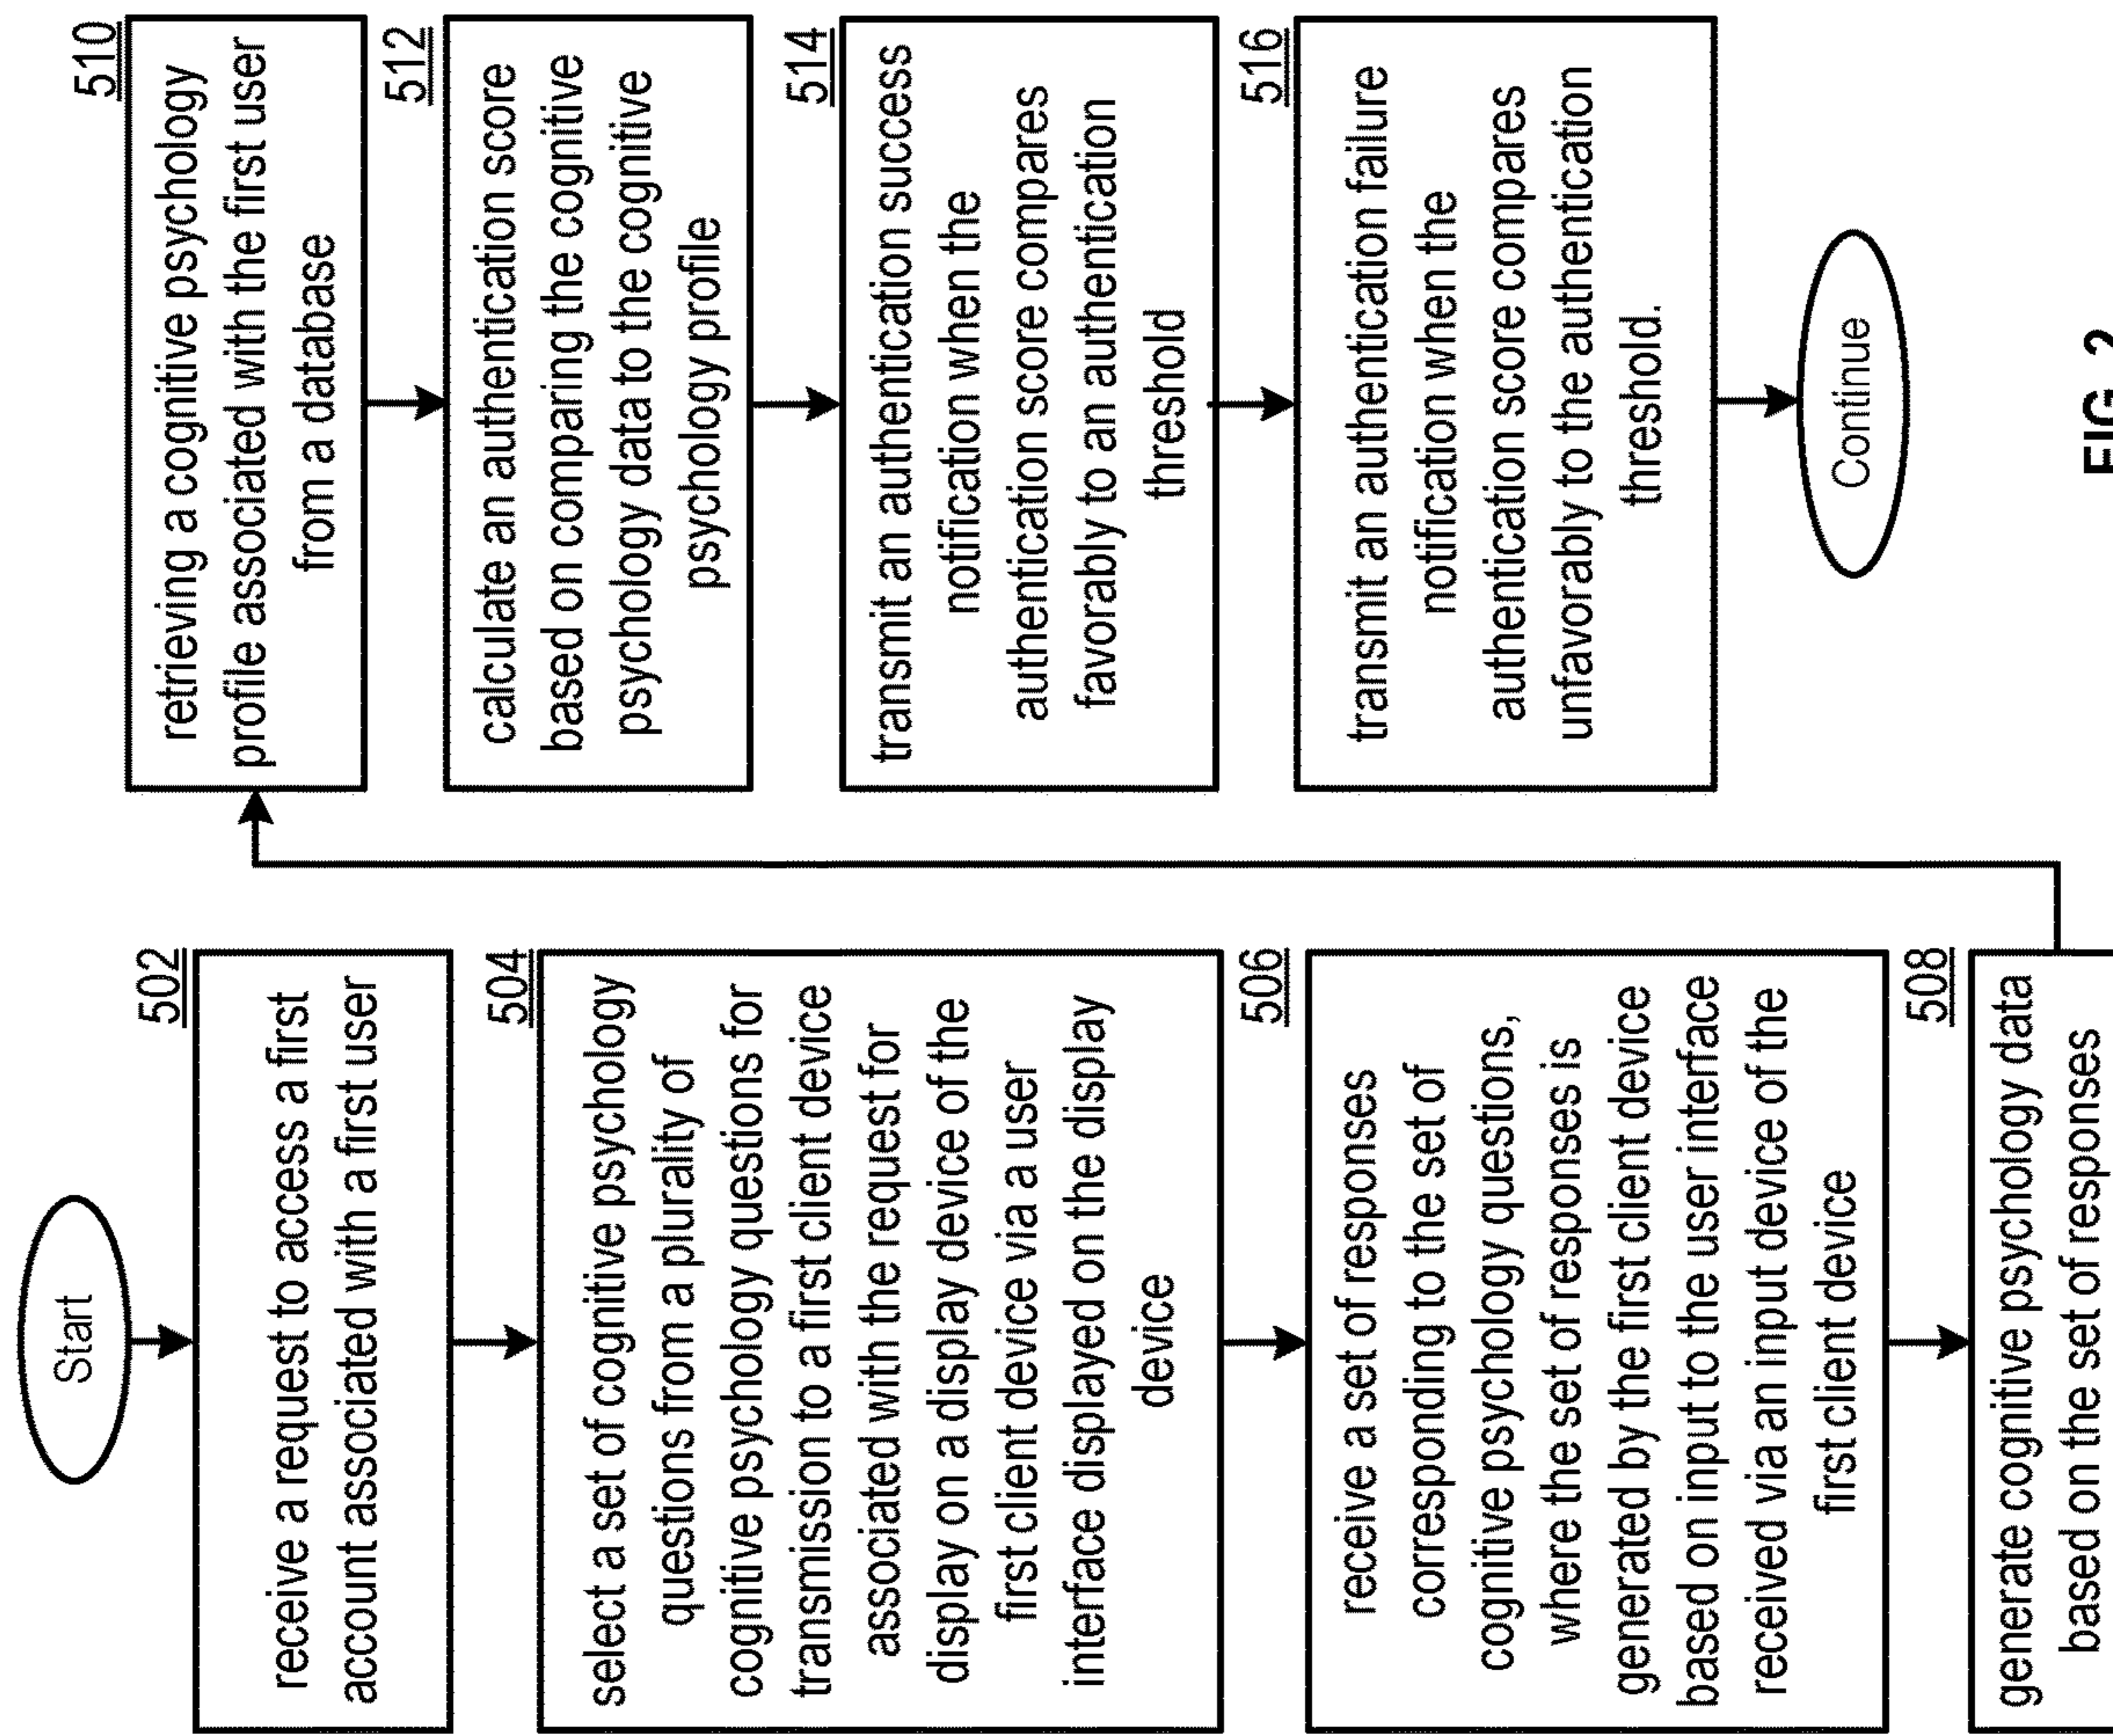 Start
502
receive a request to access a first
account associated with a first user
504
select a set of cognitive psychology
questions from a plurality of
cognitive psychology questions for
transmission to a first client device
associated with the request for
display on a display device of the
first client device via a user
interface displayed on the display
device
506
receive a set of responses
corresponding to the set of
cognitive psychology questions,
where the set of responses is
generated by the first client device
based on input to the user interface
received via an input device of the
first client device
508
generate cognitive psychology data
based on the set of responses
510
retrieving a cognitive psychology
profile associated with the first user
from a database
512
calculate an authentication score
based on comparing the cognitive
psychology data to the cognitive
psychology profile
514
transmit an authentication success
notification when the
authentication score compares
favorably to an authentication
threshold
516
transmit an authentication failure
notification when the
authentication score compares
unfavorably to the authentication
threshold.
Continue
FIG. 2